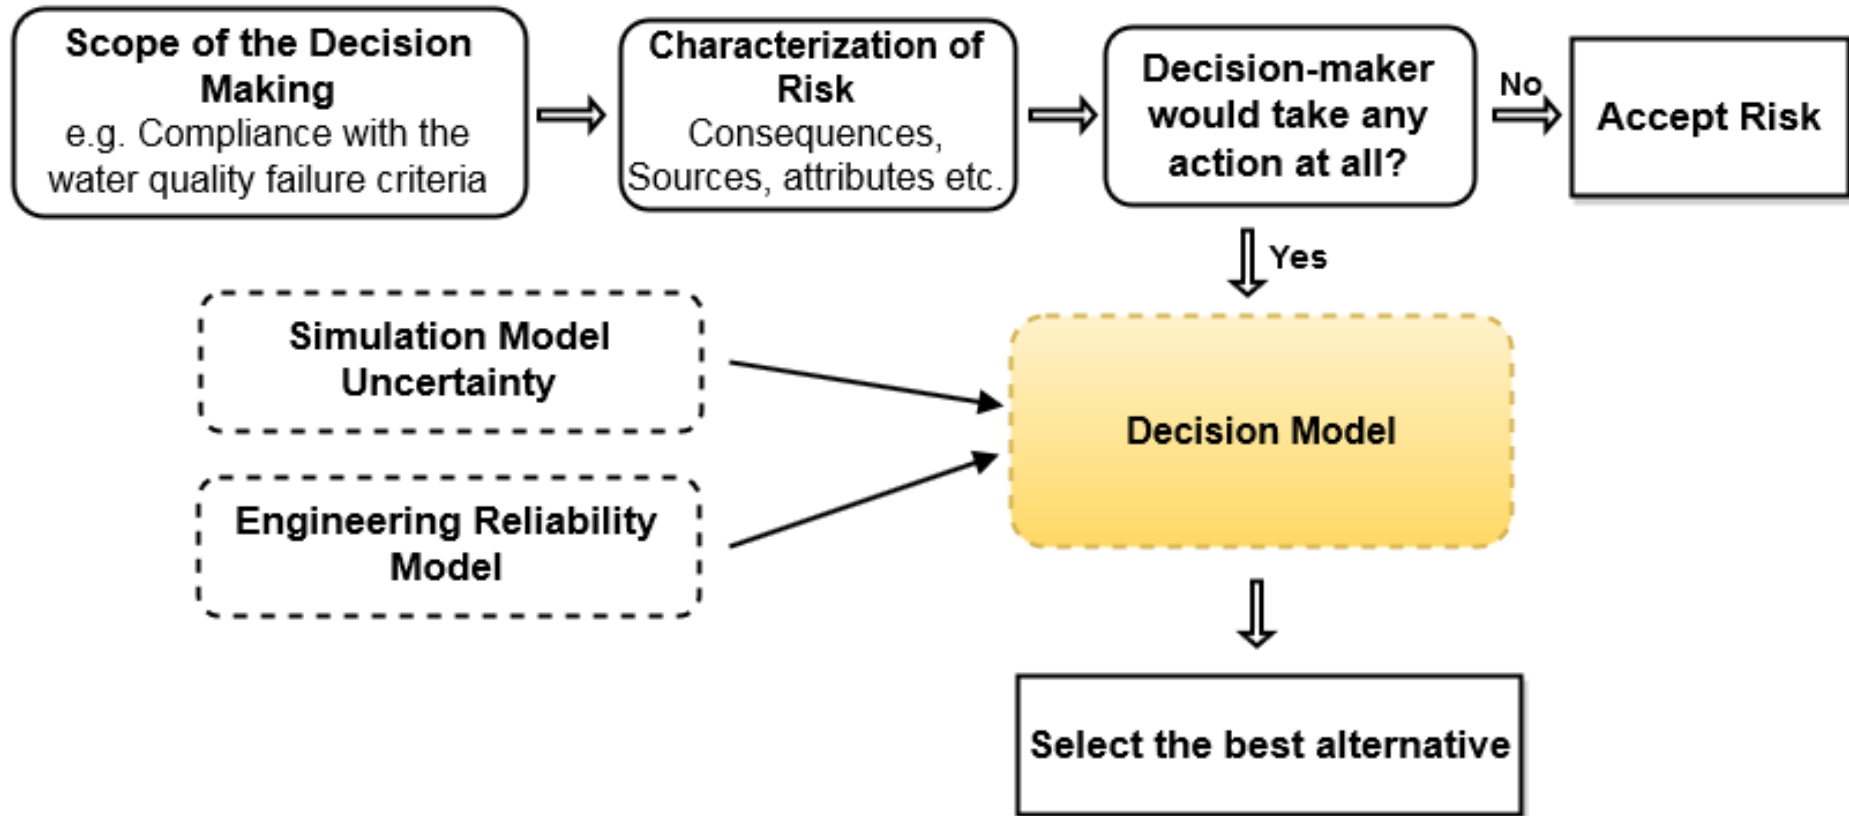 Scope of the Decision
Making
e.g. Compliance with the
water quality failure criteria
Characterization of
Risk
Consequences,
Sources, attributes etc.
Decision-maker
would take any
action at all?
No
Accept Risk
Yes
Simulation Model
Uncertainty
Engineering Reliability
Model
Decision Model
Select the best alternative